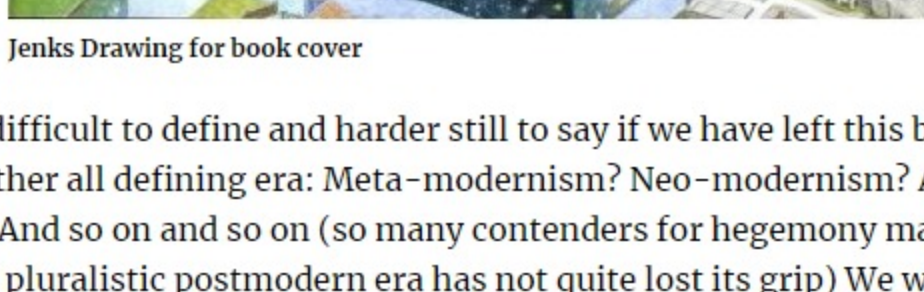 Jenks Drawing for book cover
difficult to define and harder still to say if we have left this
ther all defining era: Meta-modernism? Neo-modernism?
And so on and so on (so many contenders for hegemony
pluralistic postmodern era has not quite lost its grip) We